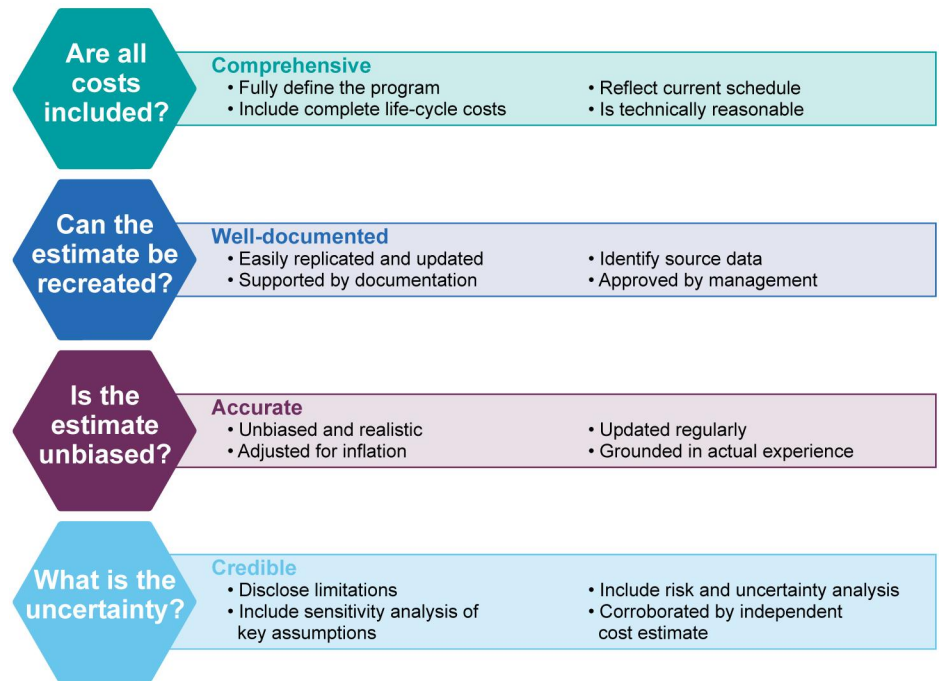 Are all
costs
included?
Comprehensive
• Fully define the program
• Include complete life-cycle costs
• Reflect current schedule
• Is technically reasonable
Can the
estimate be
recreated?
Well-documented
• Easily replicated and updated
• Supported by documentation
• Identify source data
• Approved by management
Is the
estimate
unbiased?
Accurate
• Unbiased and realistic
• Adjusted for inflation
• Updated regularly
• Grounded in actual experience
What is the
uncertainty?
Credible
• Disclose limitations
• Include sensitivity analysis of
key assumptions
• Include risk and uncertainty analysis
• Corroborated by independent
cost estimate